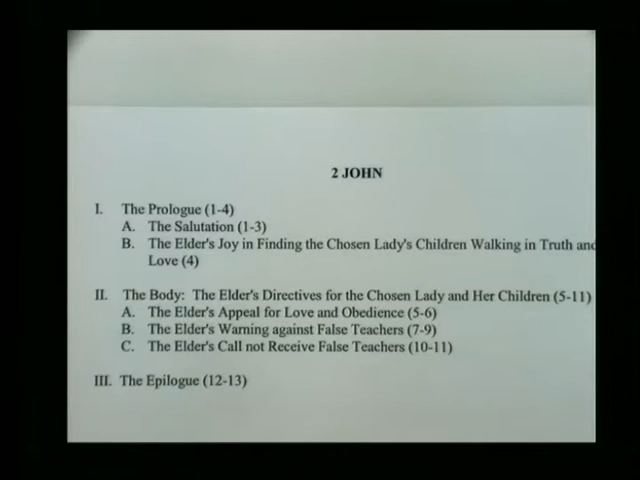 2 JOHN
I. The Prologue (1-4)
A. The Salutation (1-3)
B. The Elder's Joy in Finding the Chosen Lady's Children Walking in Truth and
Love (4)
II. The Body: The Elder's Directives for the Chosen Lady and Her Children (5-11)
A. The Elder's Appeal for Love and Obedience (5-6)
B. The Elder's Warning against False Teachers (7-9)
C. The Elder's Call not Receive False Teachers (10-11)
III. The Epilogue (12-13)